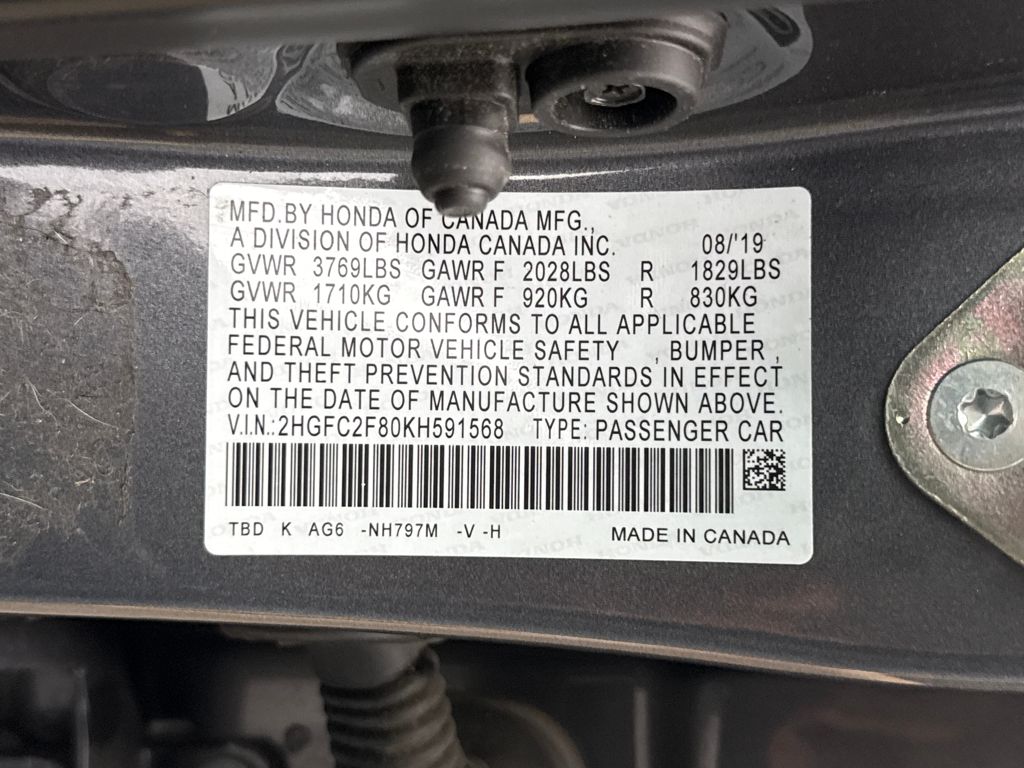 MFD.BY HONDA OF CANADA MFG.,
A DIVISION OF HONDA CANADA INC. 08/'19
GVWR 3769LBS GAWR F 2028LBS R 1829LBS
GVWR 1710KG GAWR F 920KG R 830KG
THIS VEHICLE CONFORMS TO ALL APPLICABLE
FEDERAL MOTOR VEHICLE SAFETY , BUMPER ,
AND THEFT PREVENTION STANDARDS IN EFFECT
ON THE DATE OF MANUFACTURE SHOWN ABOVE.
V.I.N.:2HGFC2F80KH591568 TYPE: PASSENGER CAR
TBD K AG6 -NH797M -V -H MADE IN CANADA